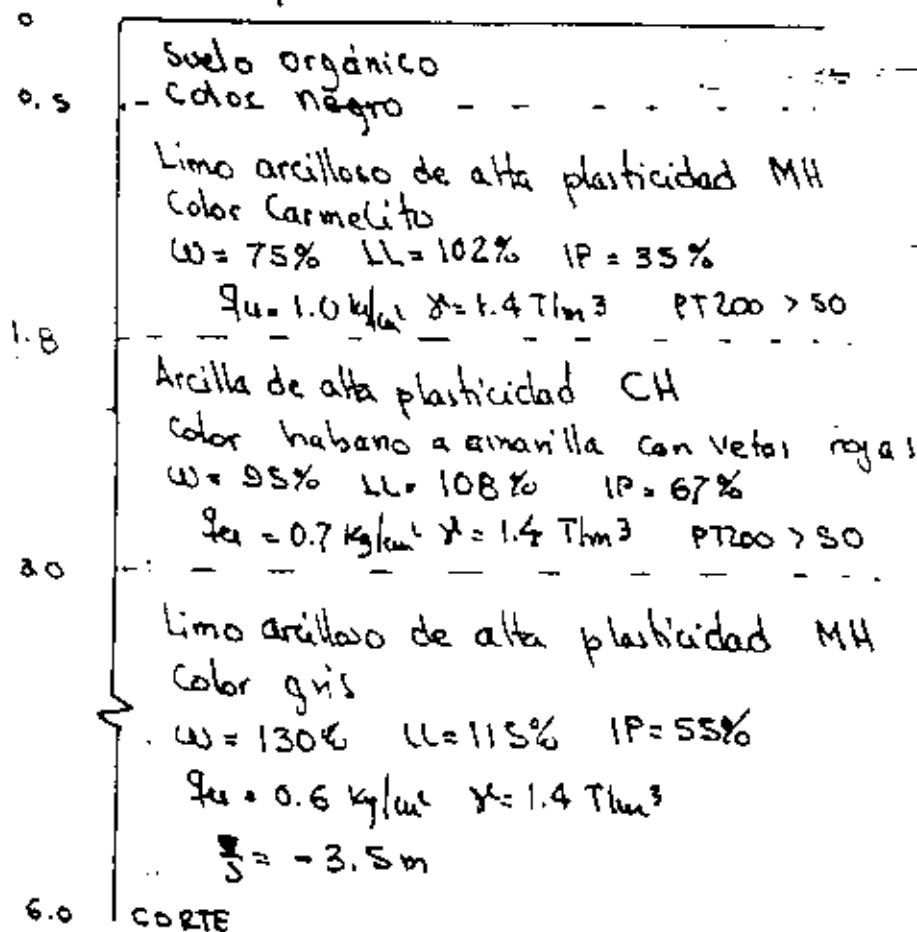 0
Suelo orgánico
0.5 Color negro
Limo arcilloso de alta plasticidad MH
Color Carmelito
ω = 75% LL = 102% IP = 35%
qu = 1.0 kg/cm² γ = 1.4 T/m³ PT200 > 50
1.8
Arcilla de alta plasticidad CH
Color habano a amarilla con vetas rojas
ω = 95% LL = 108% IP = 67%
qu = 0.7 kg/cm² γ = 1.4 T/m³ PT200 > 50
3.0
Limo arcilloso de alta plasticidad MH
Color gris
ω = 130% LL = 115% IP = 55%
qu = 0.6 kg/cm² γ = 1.4 T/m³
= -3.5 m
6.0 CORTE